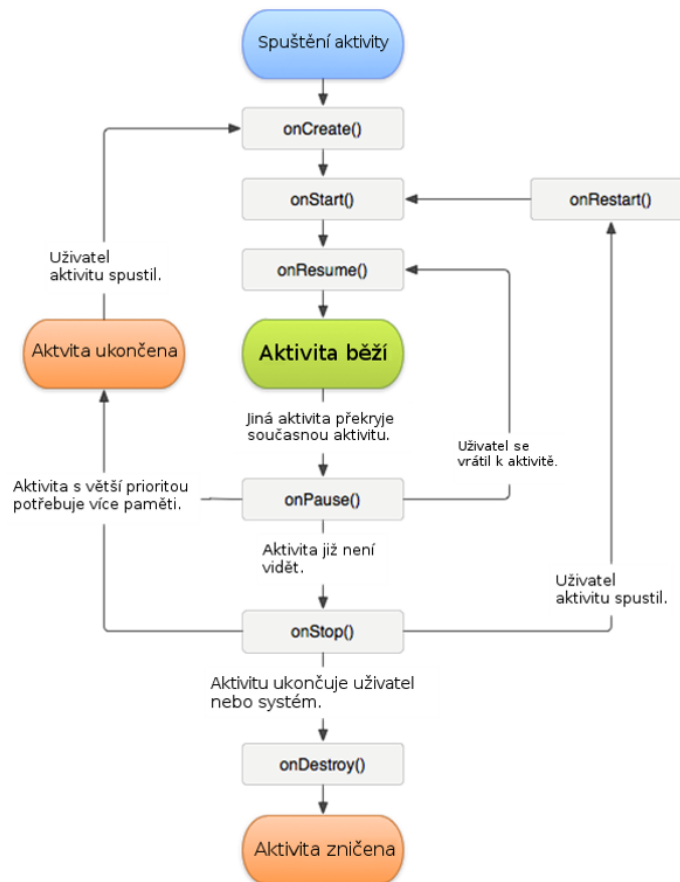 Spuštění aktivity
onCreate()
onStart()
onRestart()
Uživatel
aktivitu spustil.
onResume()
Aktvita ukončena
Aktivita běží
Jiná aktivita překryje
současnou aktivitu.
Uživatel se
vrátil k aktivitě.
Aktivita s větší prioritou
potřebuje více paměti.
onPause()
Aktivita již není
vidět.
Uživatel
aktivitu spustil.
onStop()
Aktivitu ukončuje uživatel
nebo systém.
onDestroy()
Aktivita zničena